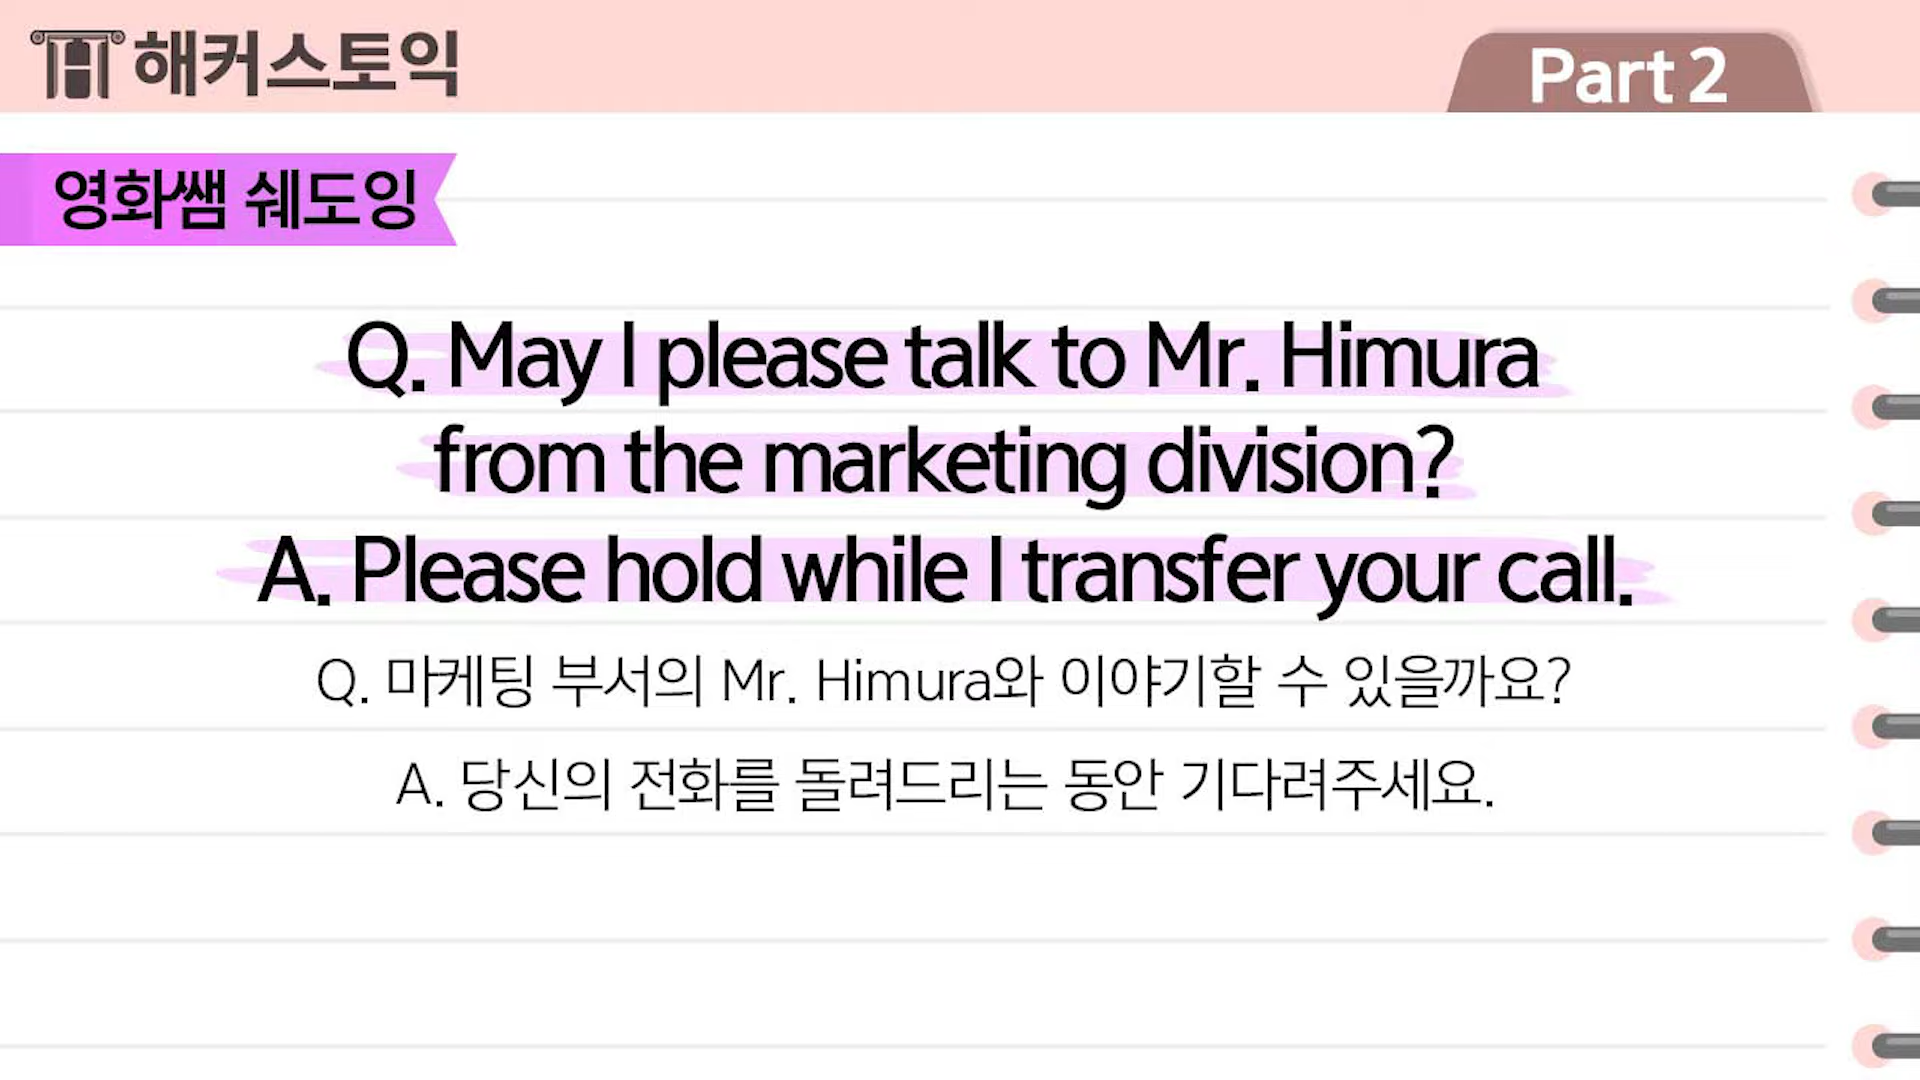 해커스토익
Part 2
영화쌤 쉐도잉
Q. May I please talk to Mr. Himura
from the marketing division?
A. Please hold while I transfer your call.
Q. 마케팅 부서의 Mr. Himura와 이야기할 수 있을까요?
A. 당신의 전화를 돌려드리는 동안 기다려주세요.